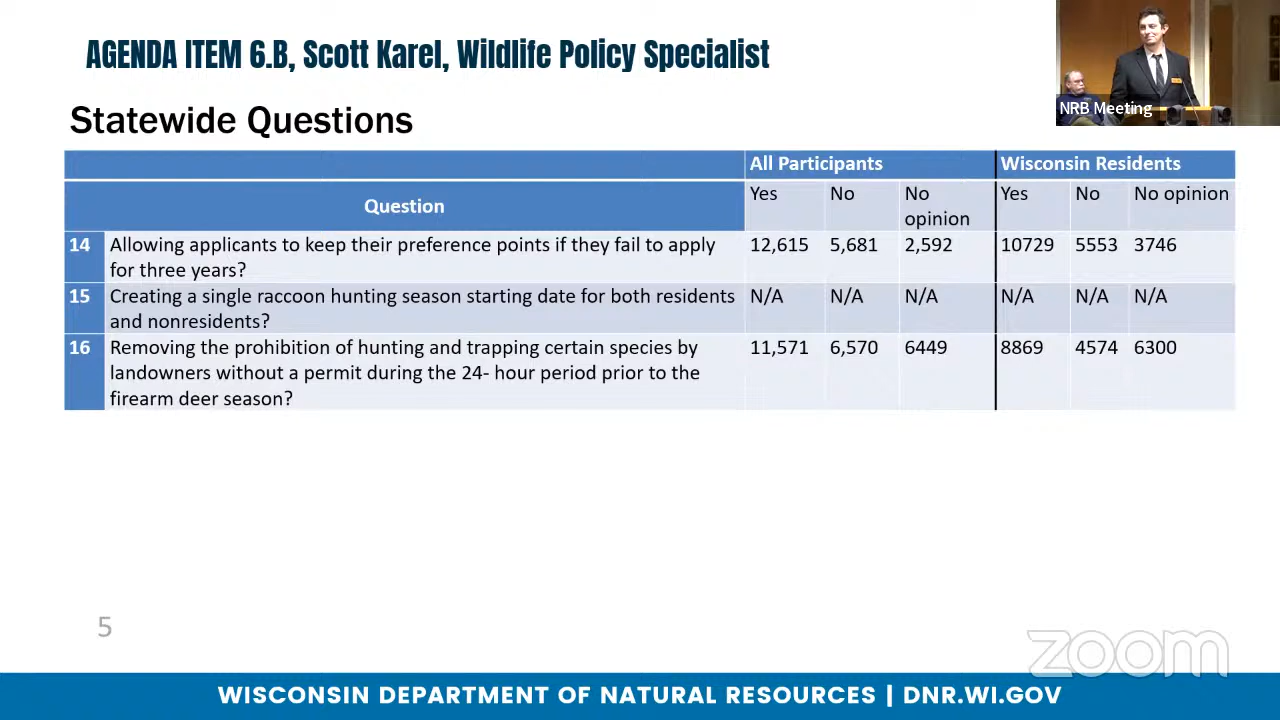 AGENDA ITEM 6.B, Scott Karel, Wildlife Policy Specialist
NRB Meeting
Statewide Questions
All Participants Wisconsin Residents
Question Yes No No opinion Yes No No opinion
14 Allowing applicants to keep their preference points if they fail to apply for three years? 12,615 5,681 2,592 10729 5553 3746
15 Creating a single raccoon hunting season starting date for both residents and nonresidents? N/A N/A N/A N/A N/A N/A
16 Removing the prohibition of hunting and trapping certain species by landowners without a permit during the 24- hour period prior to the firearm deer season? 11,571 6,570 6449 8869 4574 6300
5
zoom
WISCONSIN DEPARTMENT OF NATURAL RESOURCES | DNR.WI.GOV